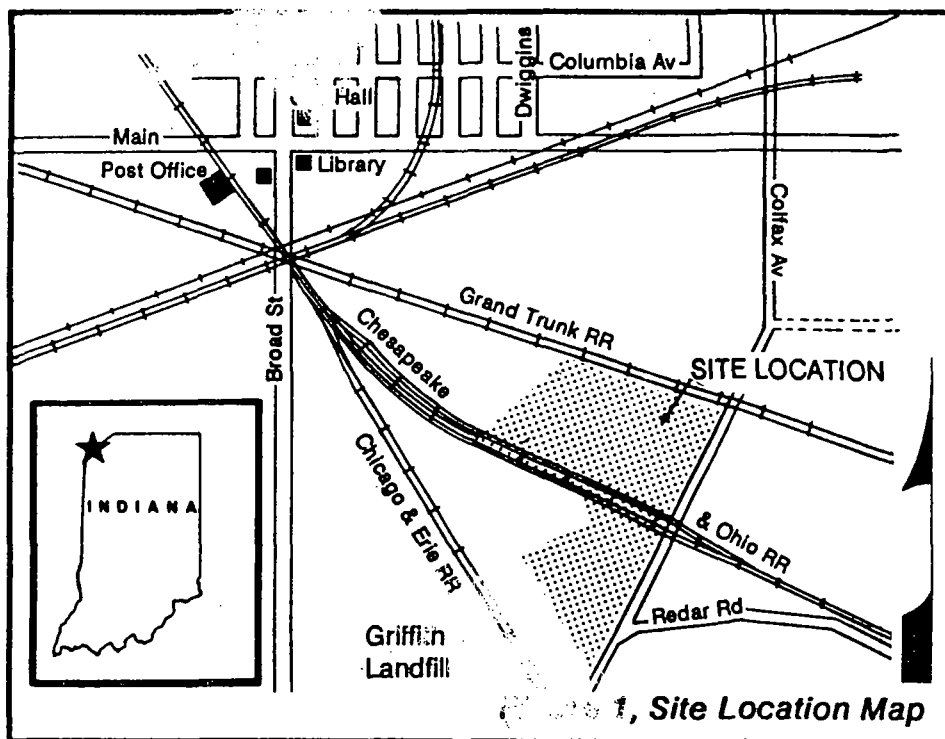 Columbia Av
Dwiggins
Hall
Main
Post Office
Library
Colfax Av
Broad St
Grand Trunk RR
Chesapeake
SITE LOCATION
Chicago & Erie RR
INDIANA
& Ohio RR
Redar Rd
Griffith
Landfill
1, Site Location Map